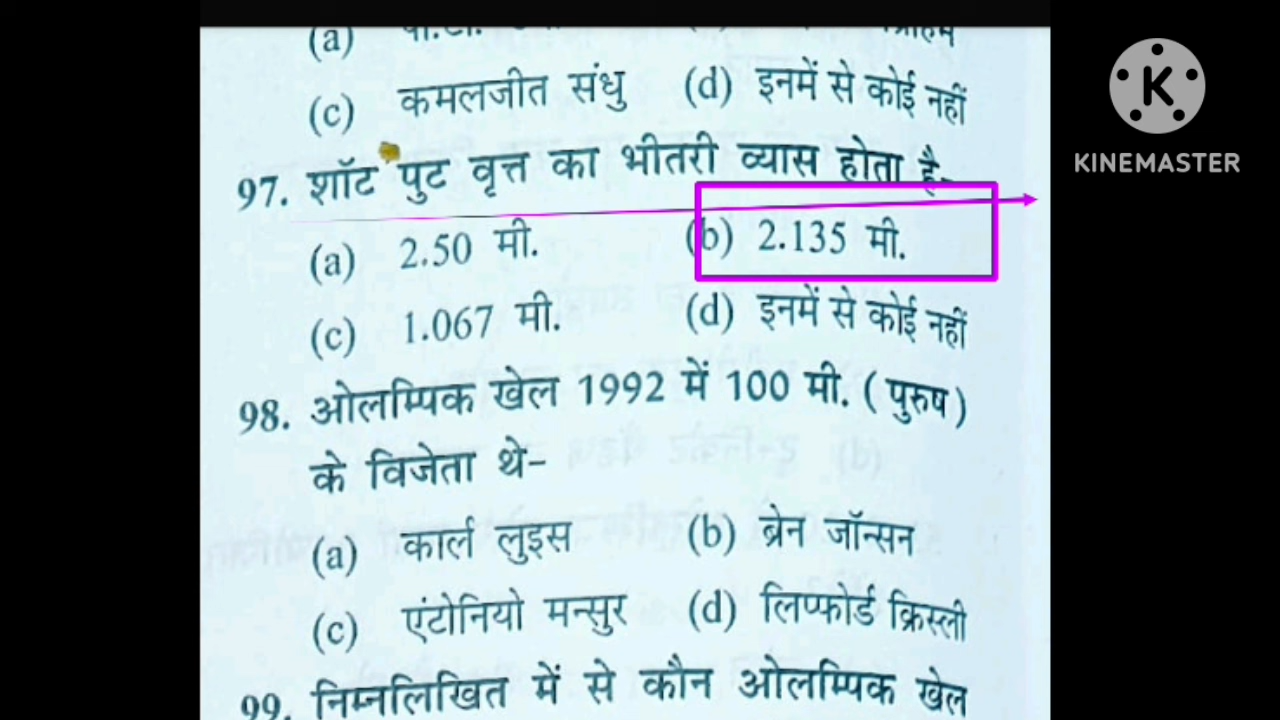 (a)
(c) कमलजीत संधु (d) इनमें से कोई नहीं
97. शॉट पुट वृत्त का भीतरी व्यास होता है-
(a) 2.50 मी. (b) 2.135 मी.
(c) 1.067 मी. (d) इनमें से कोई नहीं
98. ओलम्पिक खेल 1992 में 100 मी. (पुरुष)
के विजेता थे-
(a) कार्ल लुइस (b) ब्रेन जॉन्सन
(c) एंटोनियो मन्सुर (d) लिप्फोर्ड क्रिस्ली
99. निम्नलिखित में से कौन ओलम्पिक खेल
KINEMASTER